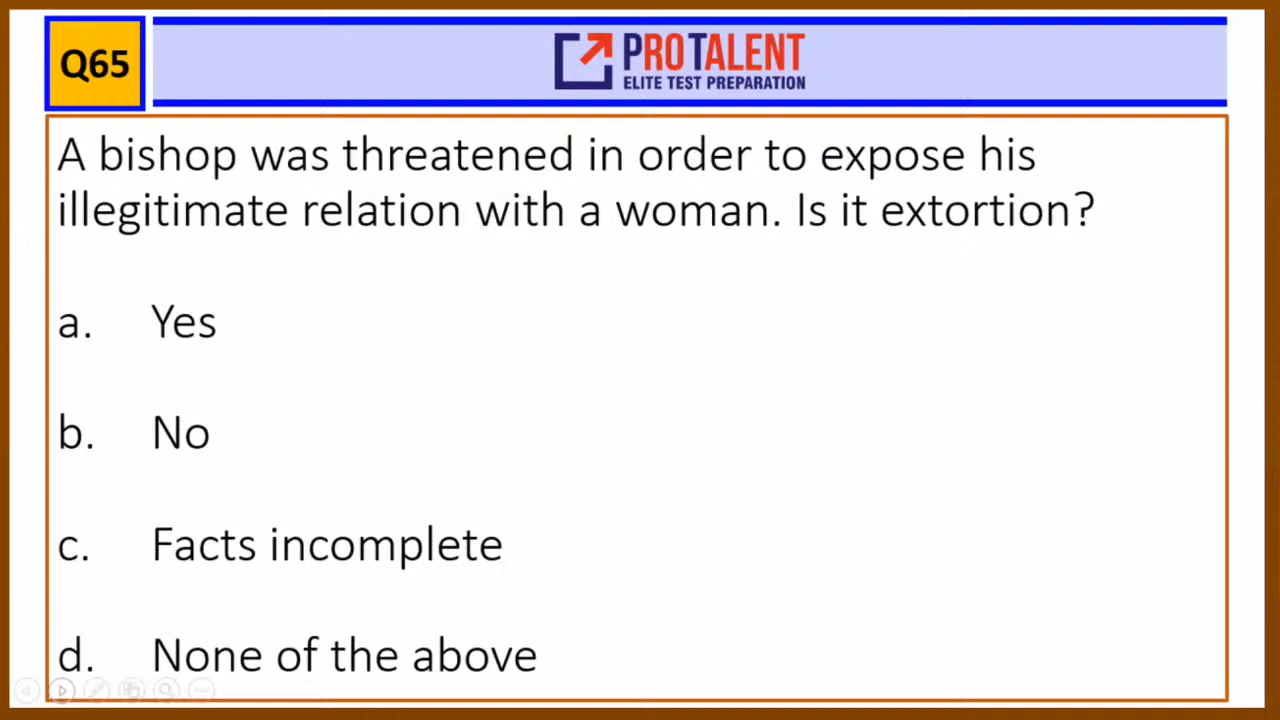 Q65
PROTALENT
ELITE TEST PREPARATION
A bishop was threatened in order to expose his
illegitimate relation with a woman. Is it extortion?
a. Yes
b. No
c. Facts incomplete
d. None of the above